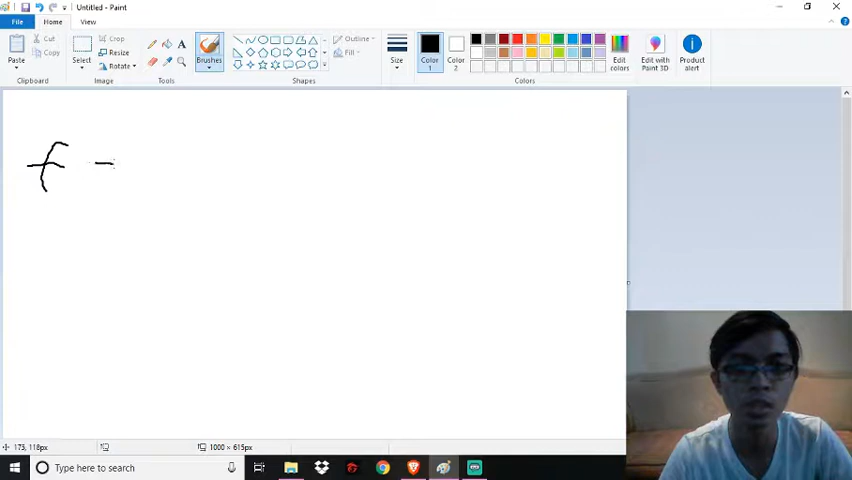 Untitled - Paint
File Home View
Paste
Cut
Copy
Clipboard
Select
Crop
Resize
Rotate
Image
A
Tools
Brushes
Outline
Fill
Shapes
Size
Color 1
Color 2
Edit colors
Edit with Paint 3D
Product alert
Colors
f -
173, 118px
1000 × 615px
Type here to search